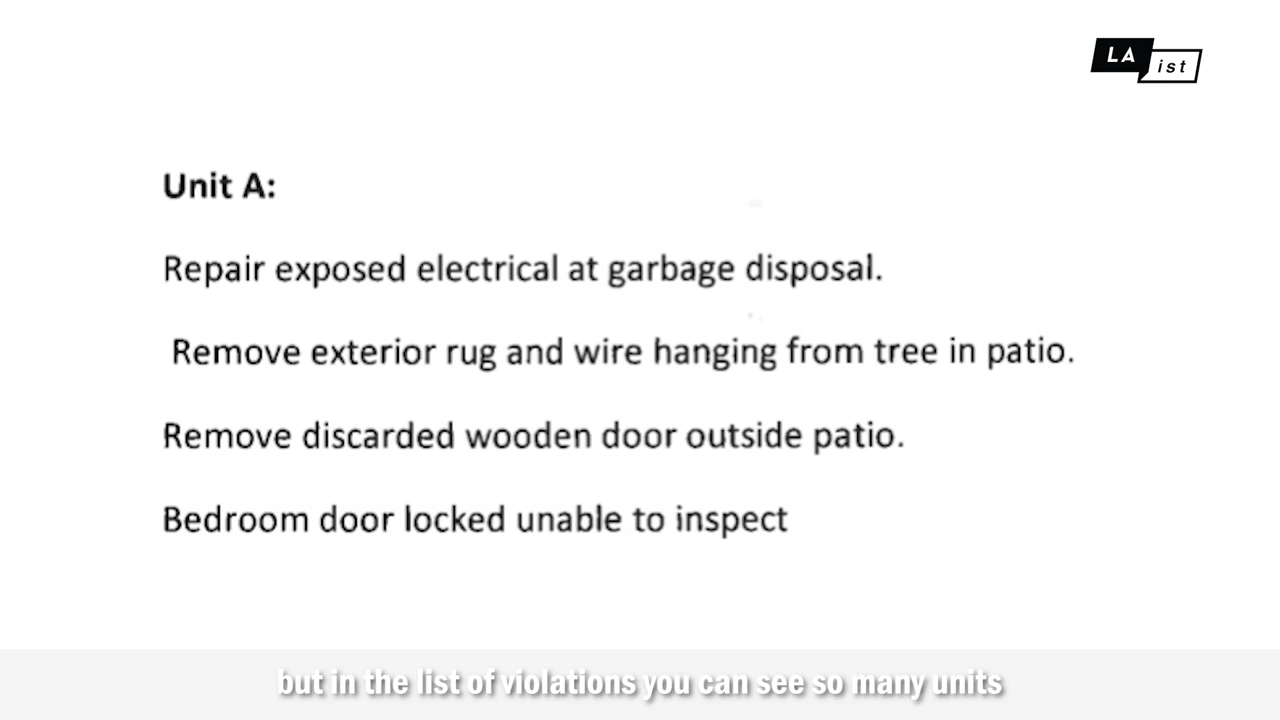 LA
ist
Unit A:
Repair exposed electrical at garbage disposal.
Remove exterior rug and wire hanging from tree in patio.
Remove discarded wooden door outside patio.
Bedroom door locked unable to inspect
but in the list of violations you can see so many units